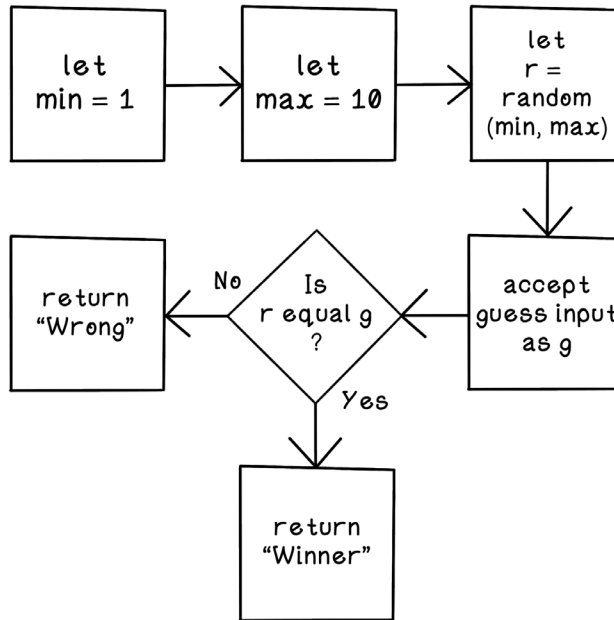 let
min = 1
let
max = 10
let
r =
random
(min, max)
accept
guess input
as g
Is
r equal g
?
No
return
“Wrong”
Yes
return
“Winner”